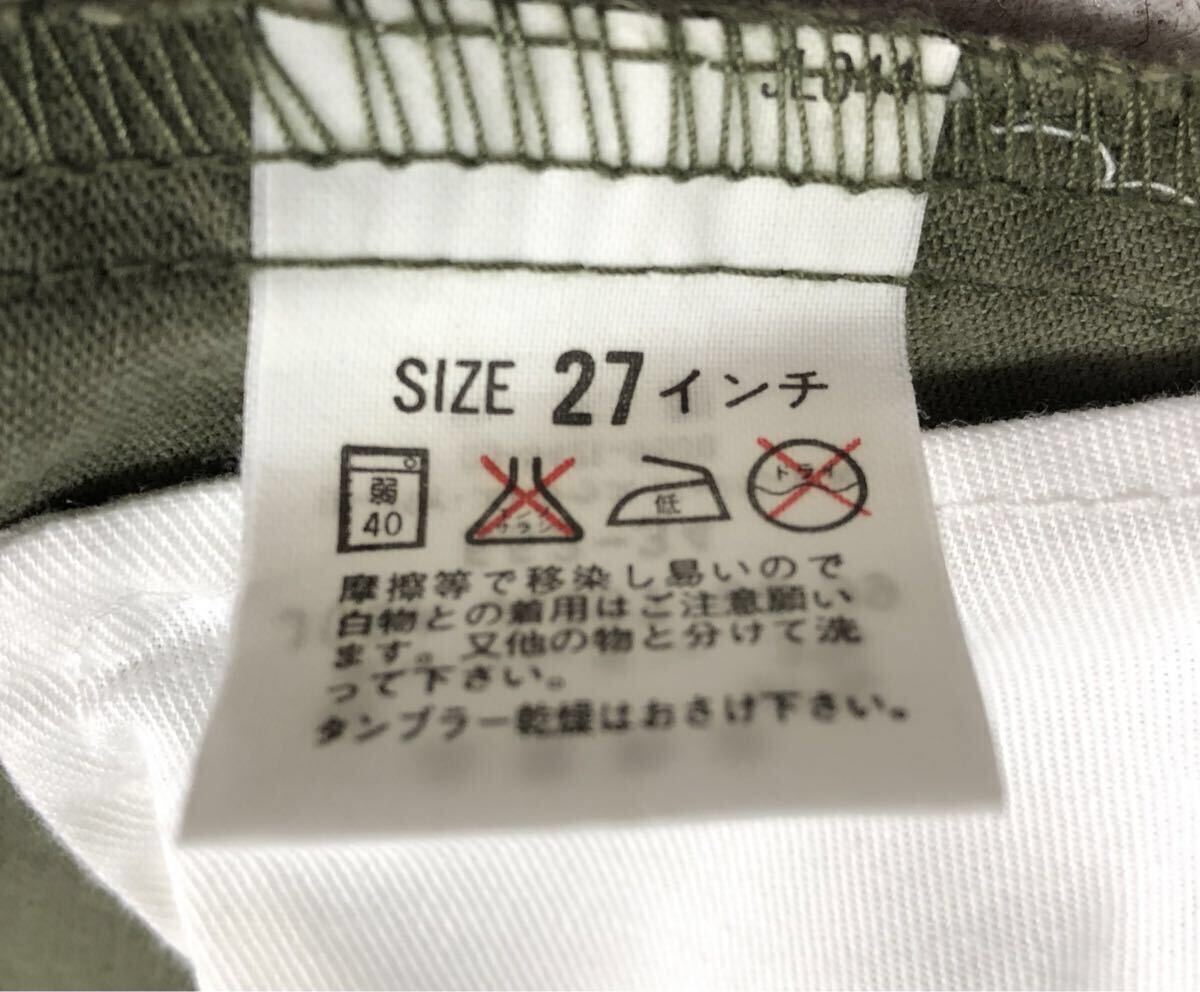 SIZE 27インチ
弱
40
低
ドライ
摩擦等で移染し易いので
白物との着用はご注意願い
ます。又他の物と分けて洗
って下さい。
タンブラー乾燥はおさけ下さい。